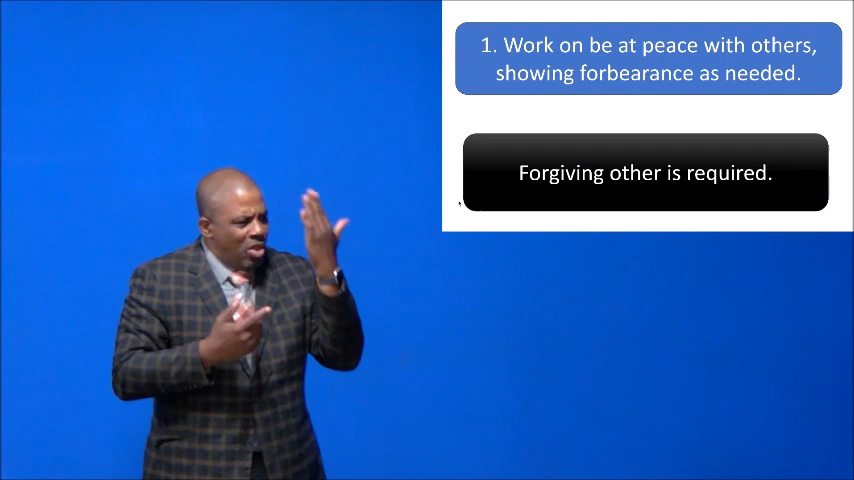 1. Work on be at peace with others,
showing forbearance as needed.
Forgiving other is required.